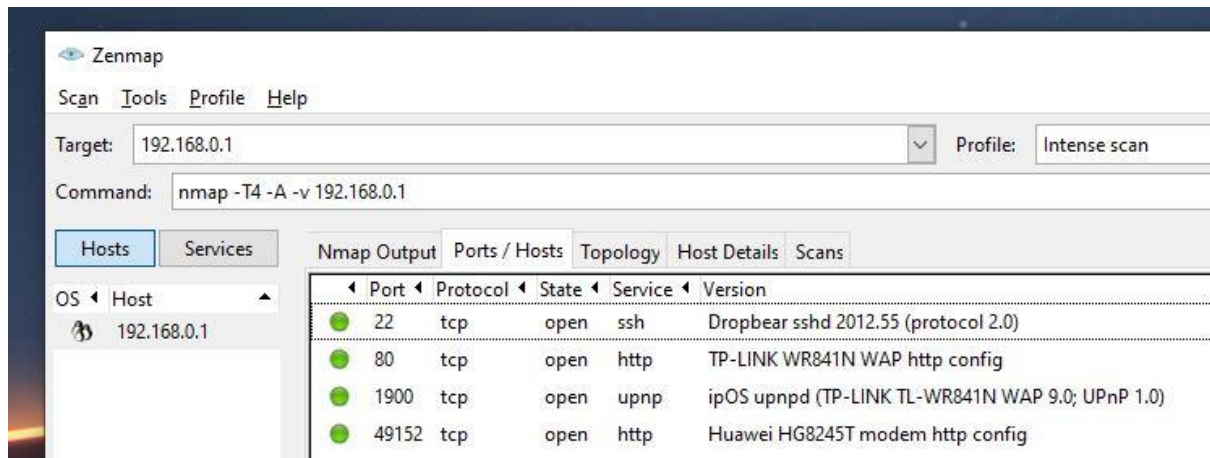 Zenmap
Scan Tools Profile Help
Target: 192.168.0.1 Profile: Intense scan
Command: nmap -T4 -A -v 192.168.0.1
Hosts Services Nmap Output Ports / Hosts Topology Host Details Scans
OS Host Port Protocol State Service Version
192.168.0.1
22 tcp open ssh Dropbear sshd 2012.55 (protocol 2.0)
80 tcp open http TP-LINK WR841N WAP http config
1900 tcp open upnp ipOS upnpd (TP-LINK TL-WR841N WAP 9.0; UPnP 1.0)
49152 tcp open http Huawei HG8245T modem http config